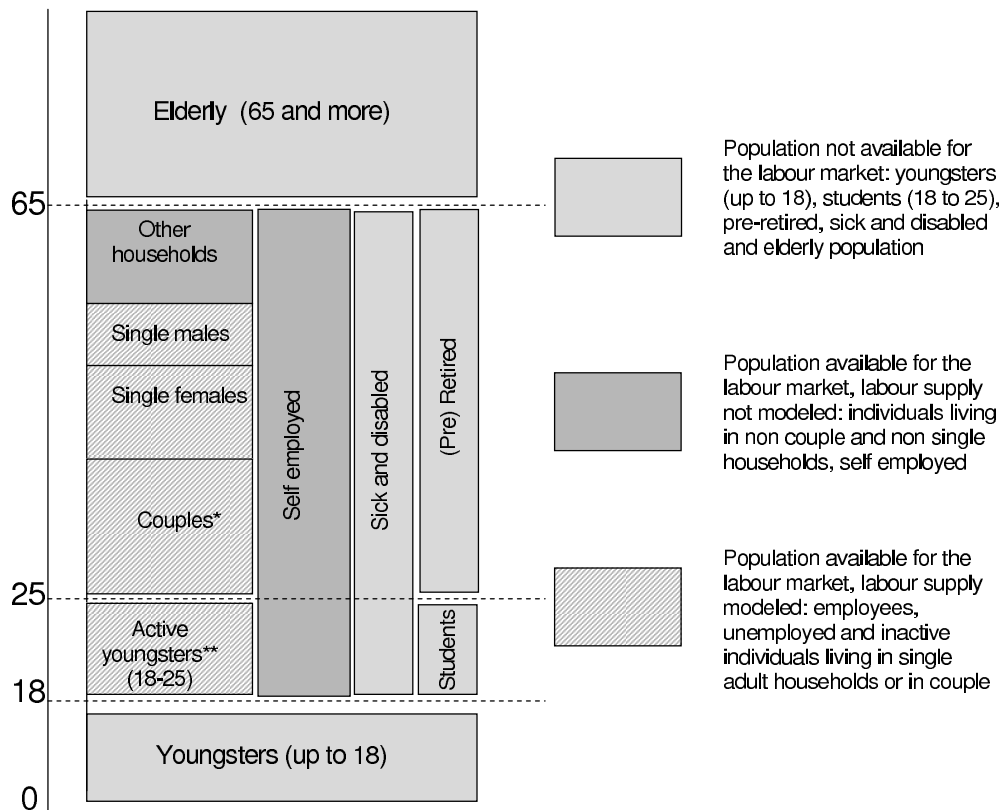 Elderly (65 and more)
65
Other
households
Single males
Single females
Couples*
Self employed
Sick and disabled
(Pre) Retired
25
Active
youngsters**
(18-25)
Students
18
Youngsters (up to 18)
0
Population not available for
the labour market: youngsters
(up to 18), students (18 to 25),
pre-retired, sick and disabled
and elderly population
Population available for the
labour market, labour supply
not modeled: individuals living
in non couple and non single
households, self employed
Population available for the
labour market, labour supply
modeled: employees,
unemployed and inactive
individuals living in single
adult households or in couple